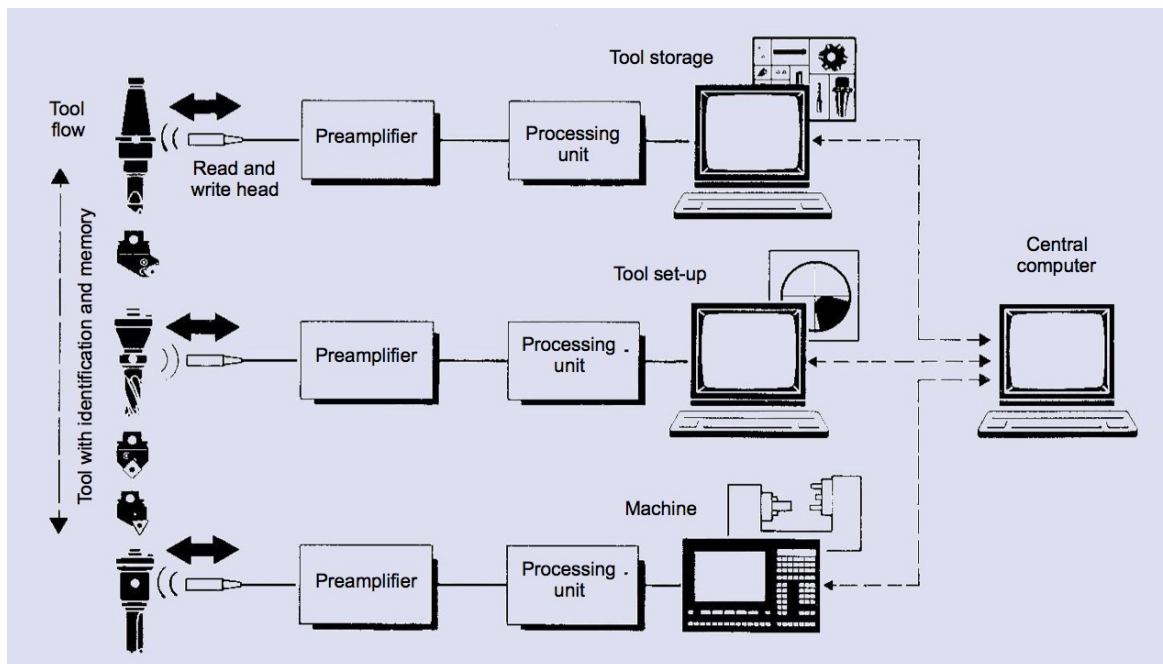 Tool storage
Tool
flow
Preamplifier
Processing
unit
Read and
write head
Tool with identification and memory
Central
computer
Tool set-up
Preamplifier
Processing
unit
Machine
Preamplifier
Processing
unit